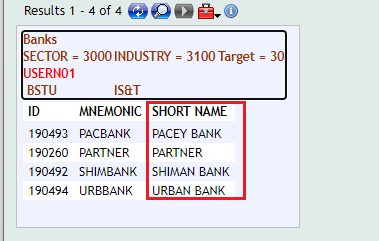 Results 1 - 4 of 4
Banks
SECTOR = 3000 INDUSTRY = 3100 Target = 30
USERN01
BSTU IS&T
ID MNEMONIC SHORT NAME
190493 PACBANK PACEY BANK
190260 PARTNER PARTNER
190492 SHIMBANK SHIMAN BANK
190494 URBBANK URBAN BANK